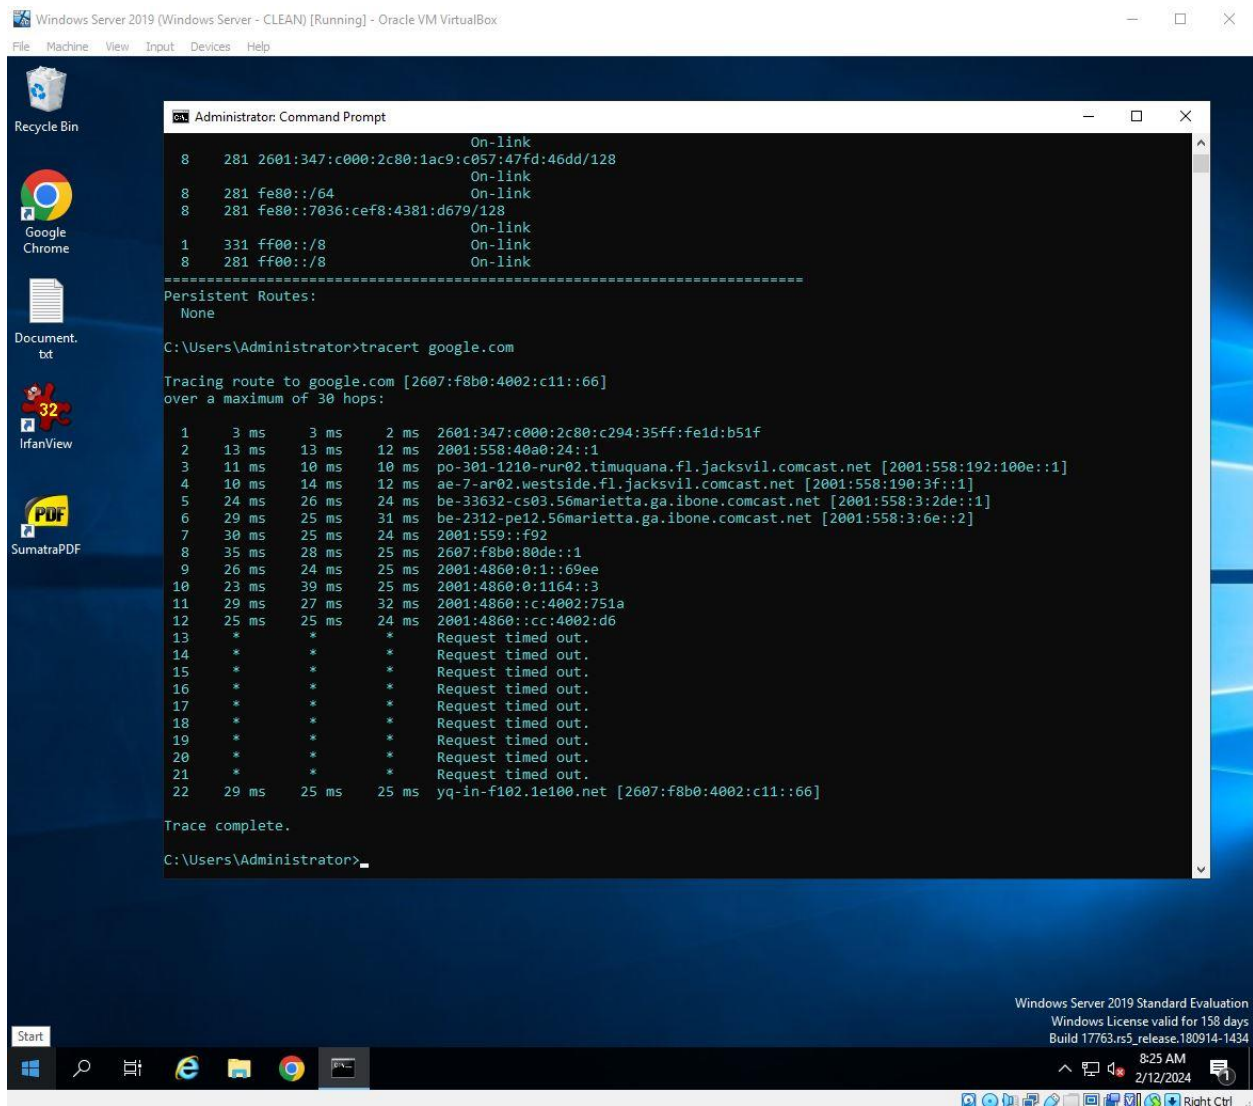 Windows Server 2019 (Windows Server - CLEAN) [Running] - Oracle VM VirtualBox
File Machine View Input Devices Help
Recycle Bin
Google
Chrome
Document.
txt
32
IrfanView
PDF
SumatraPDF
Administrator: Command Prompt
On-link
8 281 2601:347:c000:2c80:1ac9:c057:47fd:46dd/128
On-link
8 281 fe80::/64 On-link
8 281 fe80::7036:cef8:4381:d679/128
On-link
1 331 ff00::/8 On-link
8 281 ff00::/8 On-link
===========================================================================
Persistent Routes:
None
C:\Users\Administrator>tracert google.com
Tracing route to google.com [2607:f8b0:4002:c11::66]
over a maximum of 30 hops:
1 3 ms 3 ms 2 ms 2601:347:c000:2c80:c294:35ff:fe1d:b51f
2 13 ms 13 ms 12 ms 2001:558:40a0:24::1
3 11 ms 10 ms 10 ms po-301-1210-rur02.timuquana.fl.jacksvil.comcast.net [2001:558:192:100e::1]
4 10 ms 14 ms 12 ms ae-7-ar02.westside.fl.jacksvil.comcast.net [2001:558:190:3f::1]
5 24 ms 26 ms 24 ms be-33632-cs03.56marietta.ga.ibone.comcast.net [2001:558:3:2de::1]
6 29 ms 25 ms 31 ms be-2312-pe12.56marietta.ga.ibone.comcast.net [2001:558:3:6e::2]
7 30 ms 25 ms 24 ms 2001:559::f92
8 35 ms 28 ms 25 ms 2607:f8b0:80de::1
9 26 ms 24 ms 25 ms 2001:4860:0:1::69ee
10 23 ms 39 ms 25 ms 2001:4860:0:1164::3
11 29 ms 27 ms 32 ms 2001:4860::c:4002:751a
12 25 ms 25 ms 24 ms 2001:4860::cc:4002:d6
13 * * * Request timed out.
14 * * * Request timed out.
15 * * * Request timed out.
16 * * * Request timed out.
17 * * * Request timed out.
18 * * * Request timed out.
19 * * * Request timed out.
20 * * * Request timed out.
21 * * * Request timed out.
22 29 ms 25 ms 25 ms yq-in-f102.1e100.net [2607:f8b0:4002:c11::66]
Trace complete.
C:\Users\Administrator>
Windows Server 2019 Standard Evaluation
Windows License valid for 158 days
Build 17763.rs5_release.180914-1434
Start
8:25 AM
2/12/2024
1
Right Ctrl